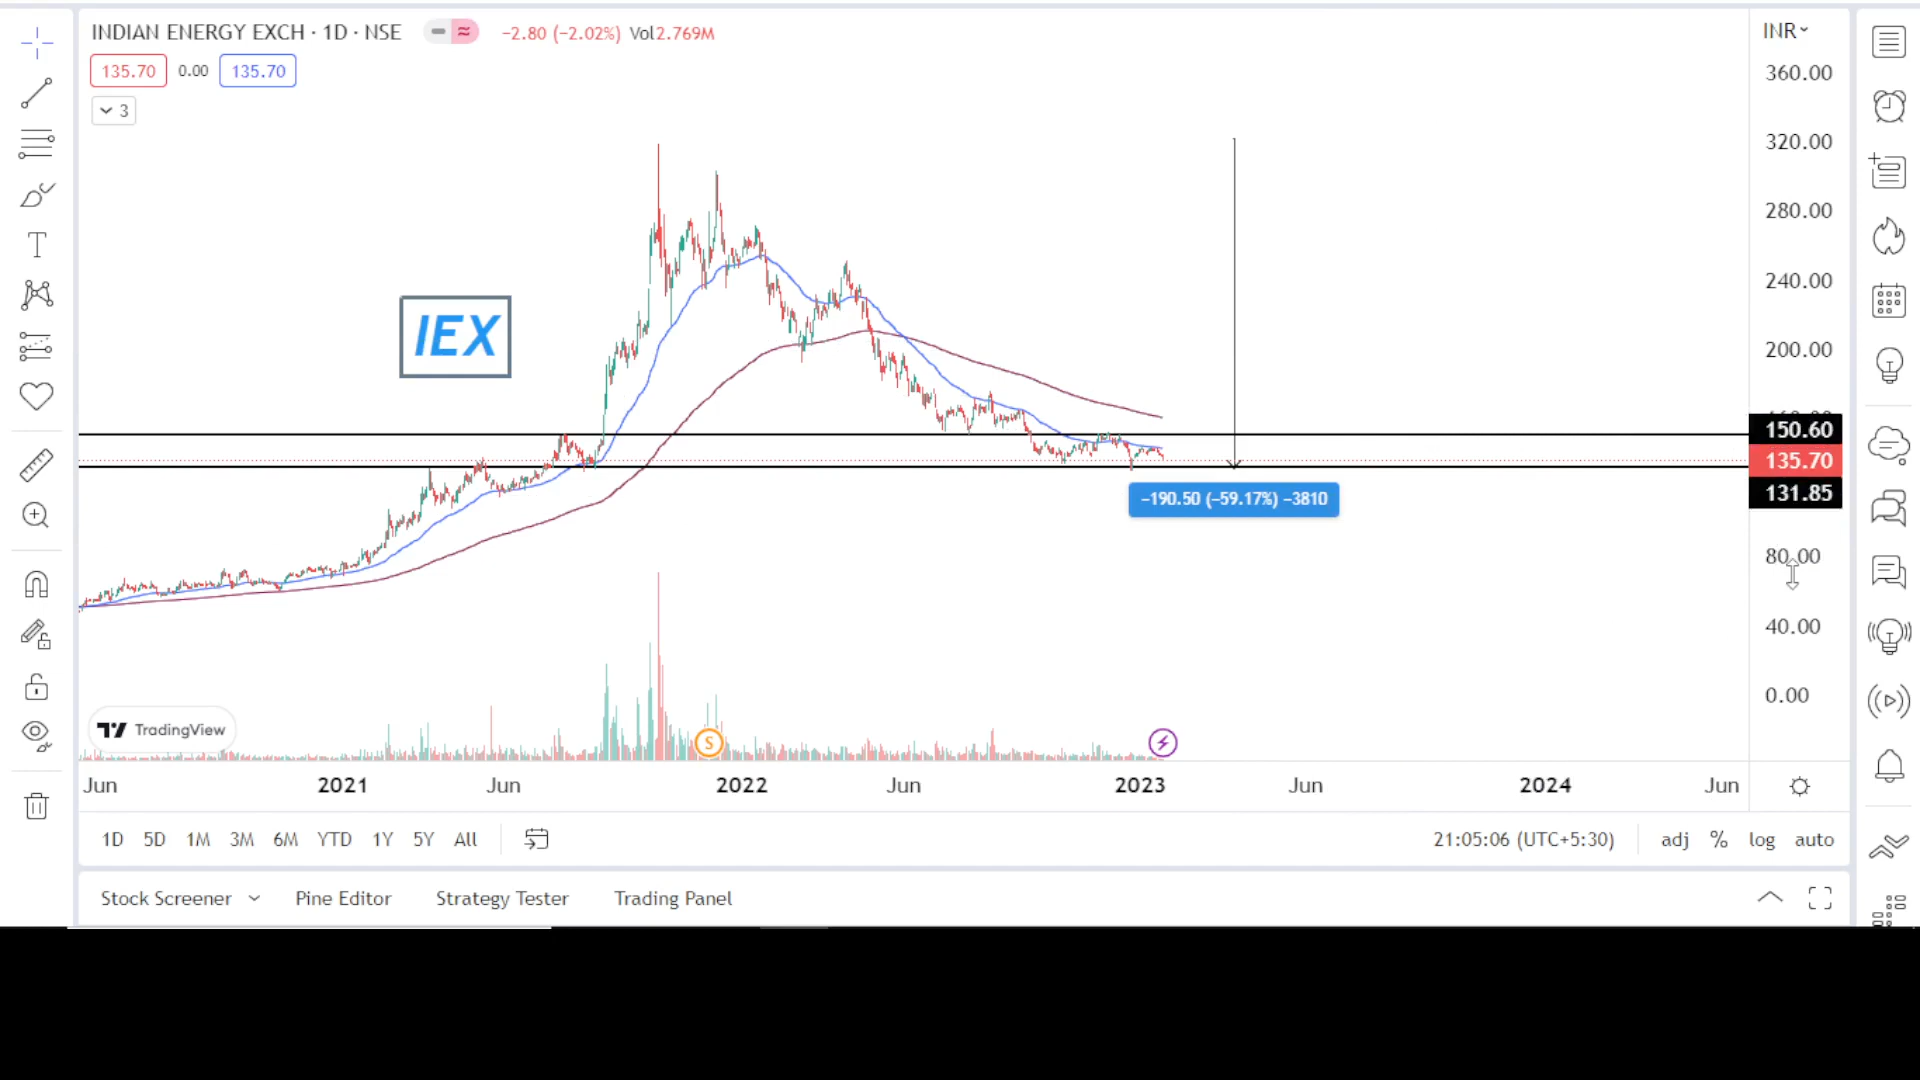 INDIAN ENERGY EXCH · 1D · NSE
−2.80 (−2.02%) Vol2.769M
INR
135.70 0.00 135.70
3
360.00
320.00
280.00
240.00
200.00
IEX
150.60
135.70
131.85
−190.50 (−59.17%) −3810
80.00
40.00
0.00
TradingView
S
Jun 2021 Jun 2022 Jun 2023 Jun 2024 Jun
1D 5D 1M 3M 6M YTD 1Y 5Y All
21:05:06 (UTC+5:30) adj % log auto
Stock Screener Pine Editor Strategy Tester Trading Panel